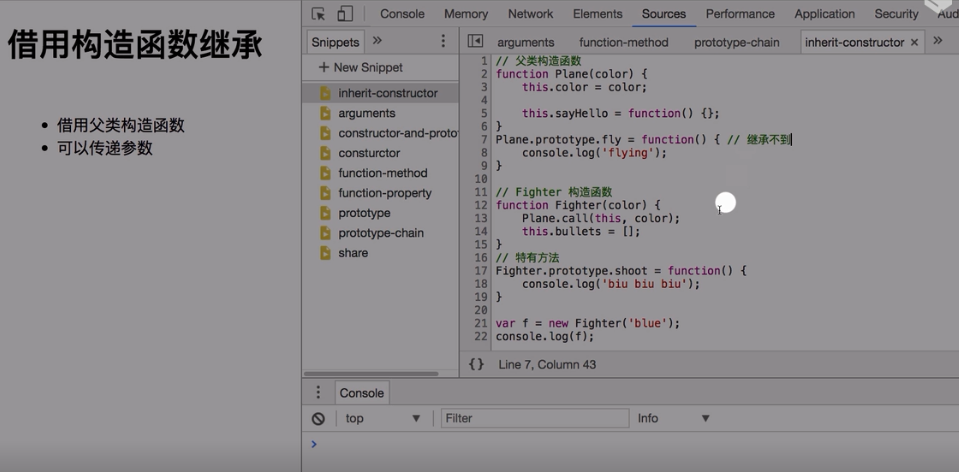 借用构造函数继承
借用父类构造函数
可以传递参数
Console Memory Network Elements Sources Performance Application Security Aud
Snippets »
arguments function-method prototype-chain inherit-constructor × »
+ New Snippet
inherit-constructor
arguments
constructor-and-proto
consturctor
function-method
function-property
prototype
prototype-chain
share
1 // 父类构造函数
2 function Plane(color) {
3 this.color = color;
4
5 this.sayHello = function() {};
6 }
7 Plane.prototype.fly = function() { // 继承不到
8 console.log('flying');
9 }
10
11 // Fighter 构造函数
12 function Fighter(color) {
13 Plane.call(this, color);
14 this.bullets = [];
15 }
16 // 特有方法
17 Fighter.prototype.shoot = function() {
18 console.log('biu biu biu');
19 }
20
21 var f = new Fighter('blue');
22 console.log(f);
{} Line 7, Column 43
Console
top ▼ Filter Info ▼
›